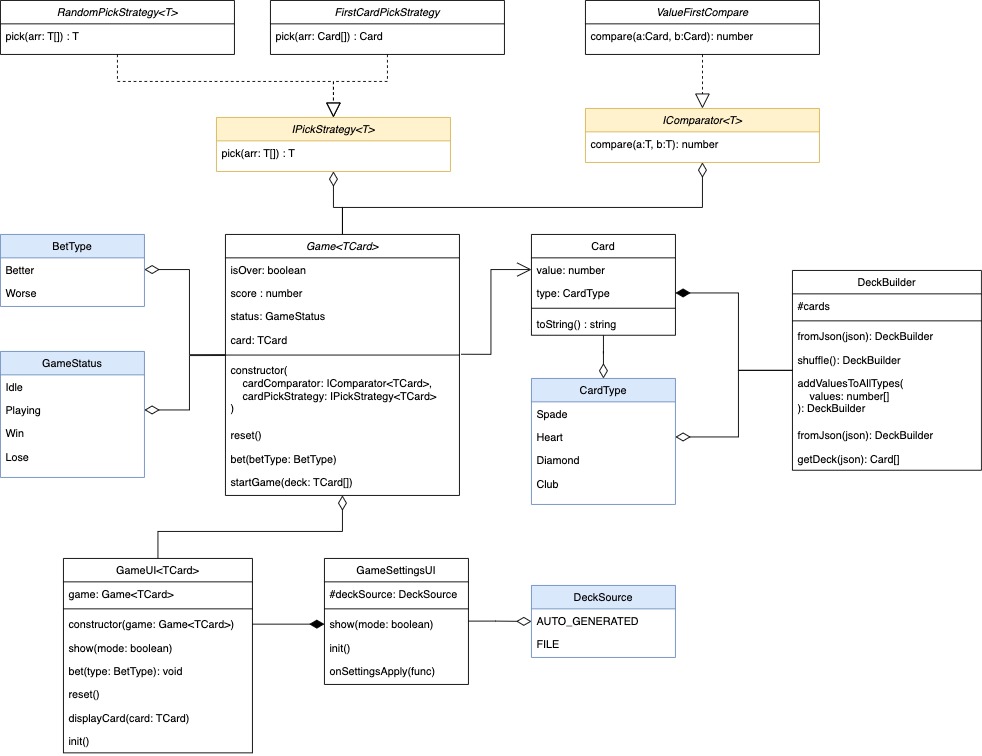 RandomPickStrategy<T>
pick(arr: T[]) : T
FirstCardPickStrategy
pick(arr: Card[]) : Card
ValueFirstCompare
compare(a:Card, b:Card): number
IPickStrategy<T>
pick(arr: T[]) : T
IComparator<T>
compare(a:T, b:T): number
BetType
Better
Worse
GameStatus
Idle
Playing
Win
Lose
Game<TCard>
isOver: boolean
score : number
status: GameStatus
card: TCard
constructor(
cardComparator: IComparator<TCard>,
cardPickStrategy: IPickStrategy<TCard>
)
reset()
bet(betType: BetType)
startGame(deck: TCard[])
Card
value: number
type: CardType
toString() : string
CardType
Spade
Heart
Diamond
Club
DeckBuilder
#cards
fromJson(json): DeckBuilder
shuffle(): DeckBuilder
addValuesToAllTypes(
values: number[]
): DeckBuilder
fromJson(json): DeckBuilder
getDeck(json): Card[]
GameUI<TCard>
game: Game<TCard>
constructor(game: Game<TCard>)
show(mode: boolean)
bet(type: BetType): void
reset()
displayCard(card: TCard)
init()
GameSettingsUI
#deckSource: DeckSource
show(mode: boolean)
init()
onSettingsApply(func)
DeckSource
AUTO_GENERATED
FILE